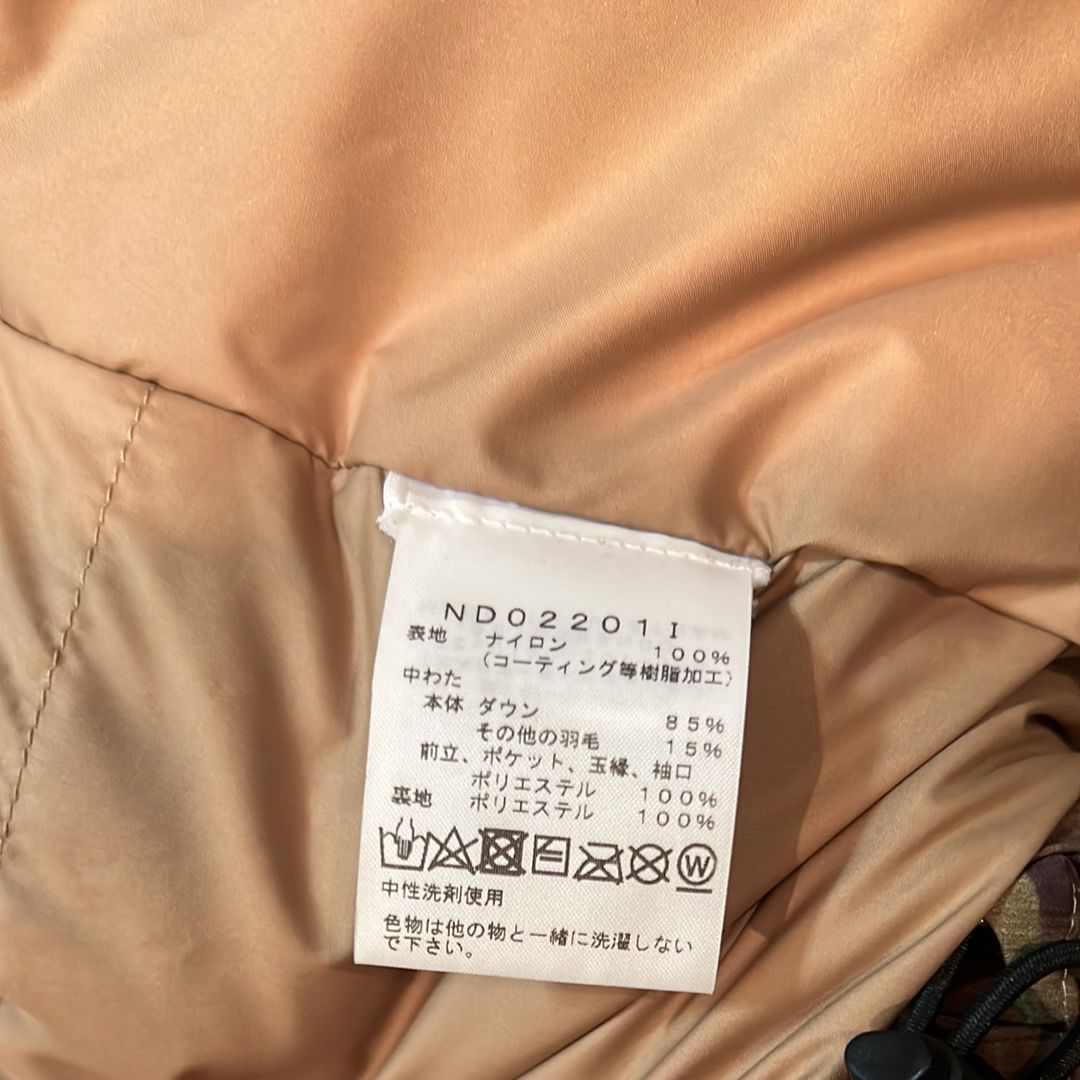 ND02201I
表地 ナイロン 100%
(コーティング等樹脂加工)
中わた
本体 ダウン 85%
その他の羽毛 15%
前立、ポケット、玉縁、袖口
ポリエステル 100%
裏地 ポリエステル 100%
W
中性洗剤使用
色物は他の物と一緒に洗濯しない
で下さい。